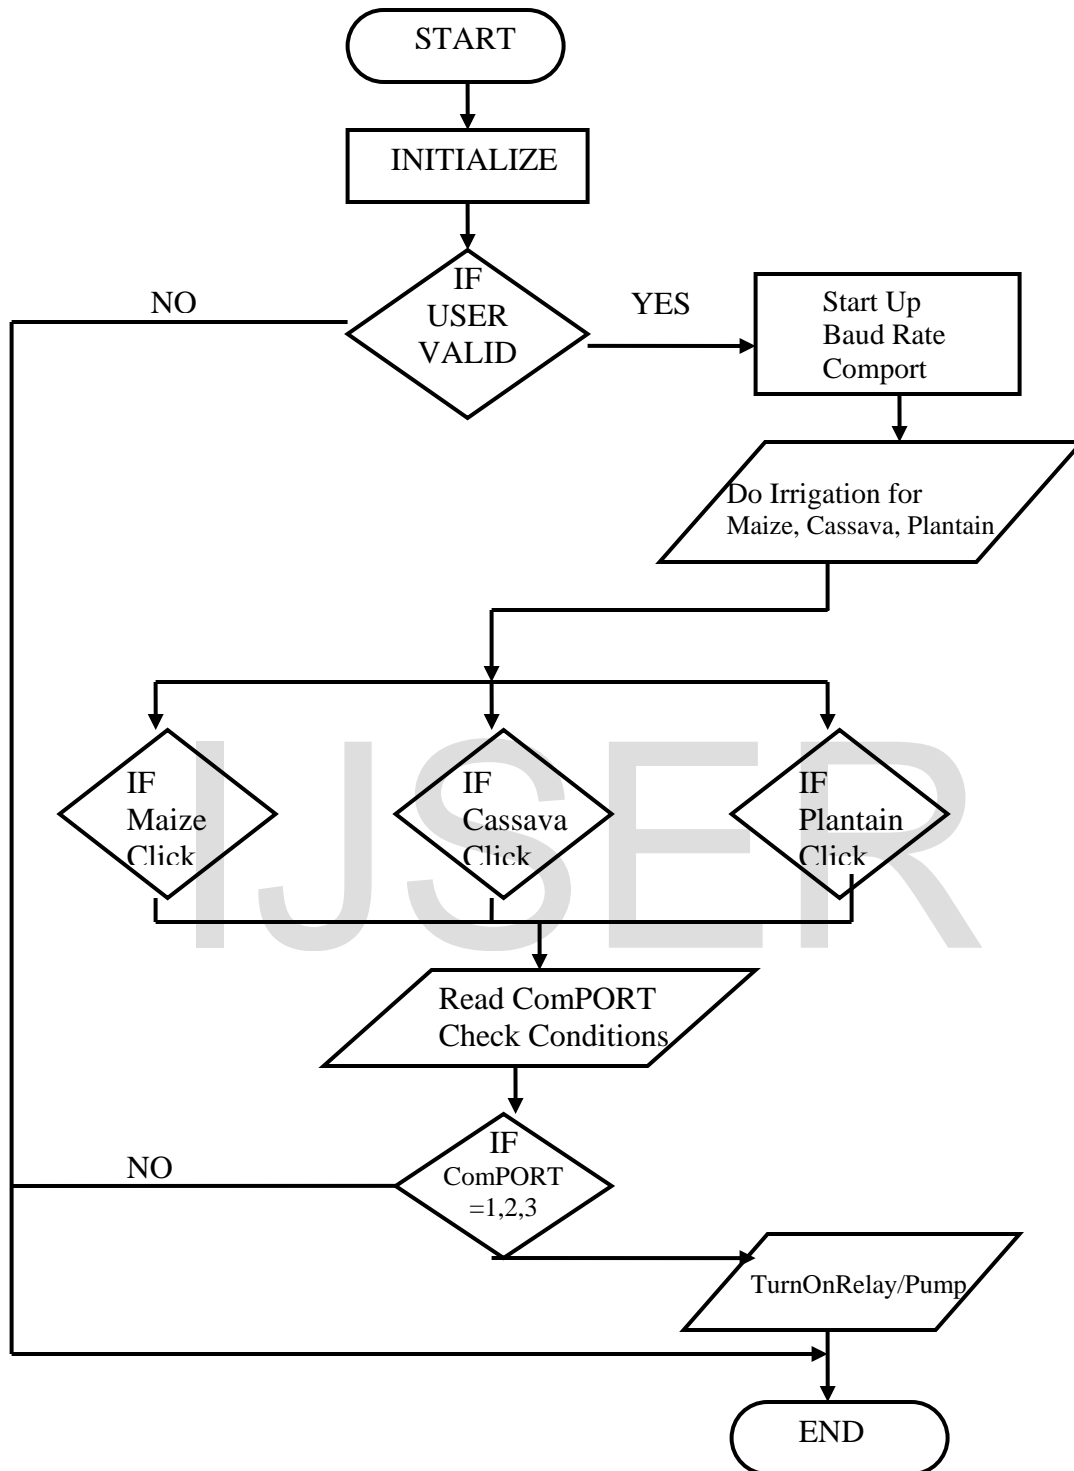 START
INITIALIZE
IF
USER
VALID
NO
YES
Start Up
Baud Rate
Comport
Do Irrigation for
Maize, Cassava, Plantain
IF
Maize
Click
IF
Cassava
Click
IF
Plantain
Click
IJSER
Read ComPORT
Check Conditions
IF
ComPORT
=1,2,3
NO
TurnOnRelay/Pump
END